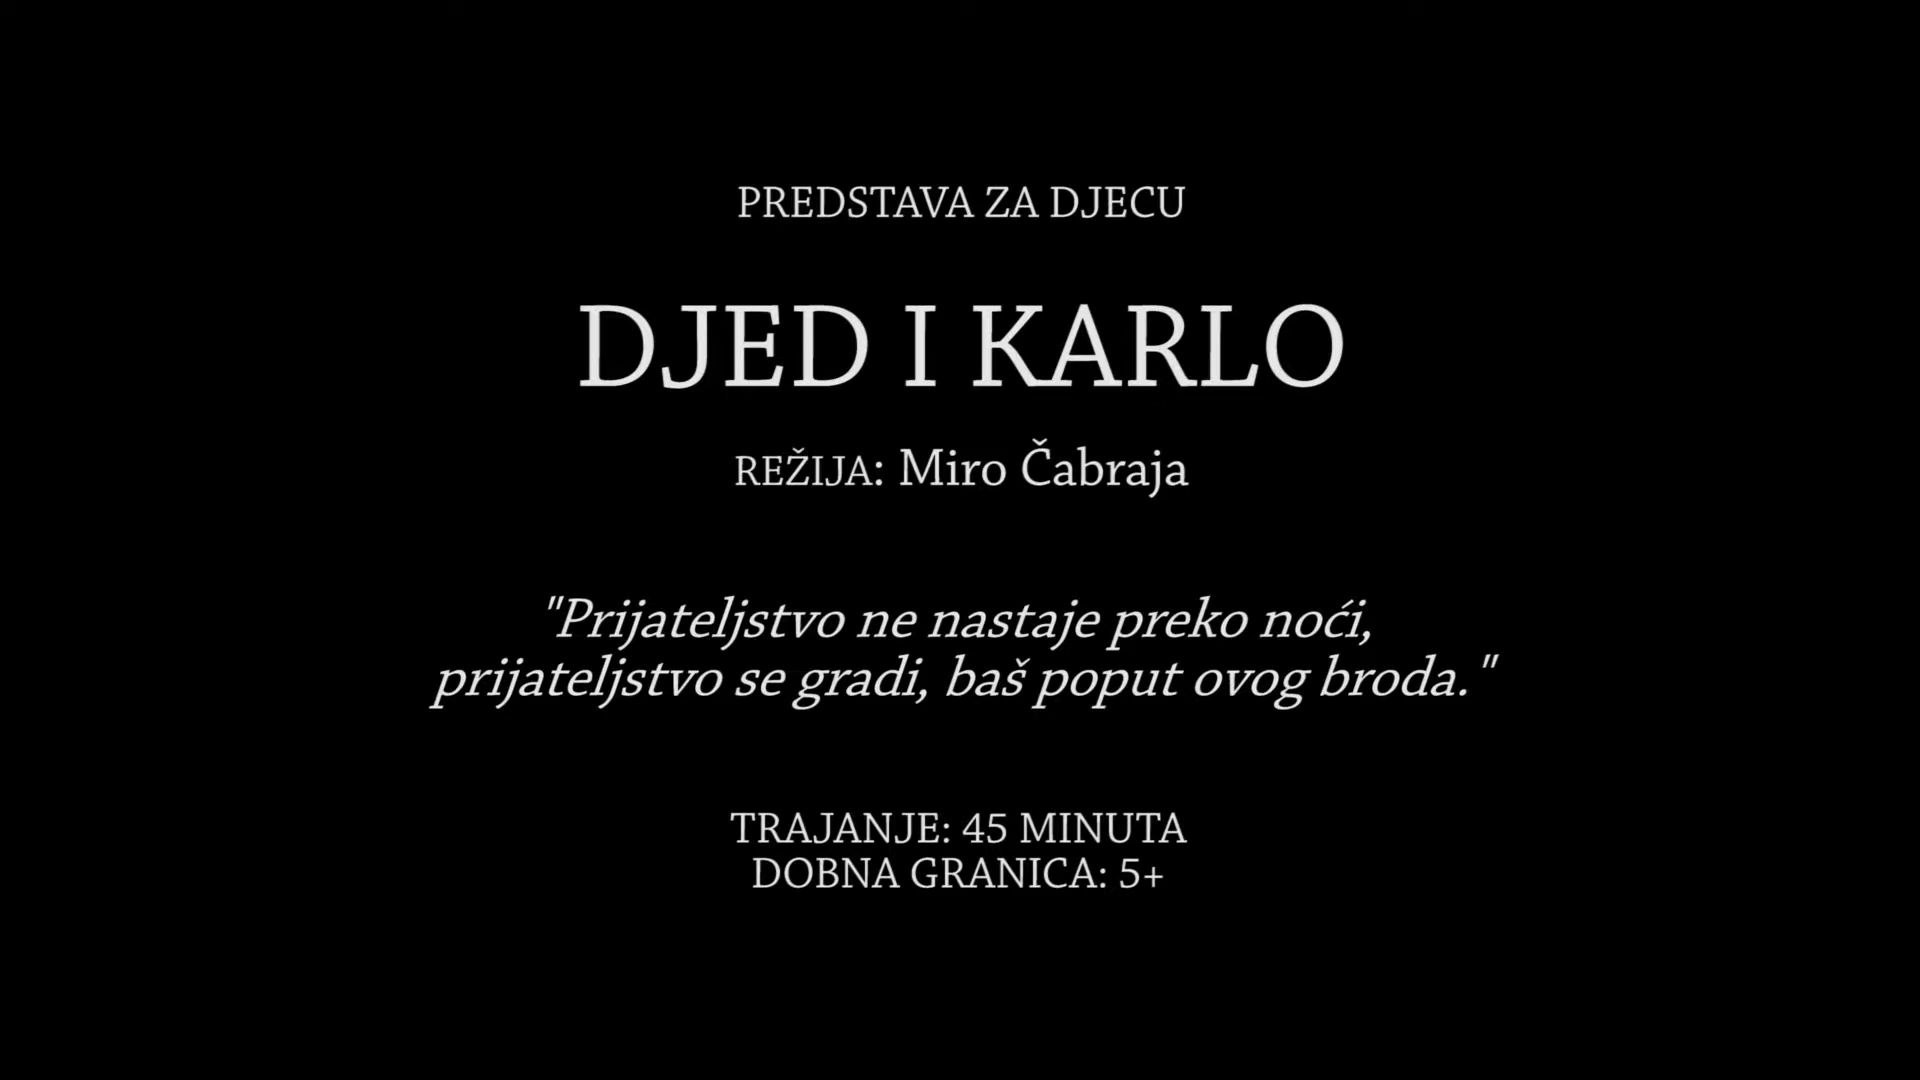 PREDSTAVA ZA DJECU
DJED I KARLO
REŽIJA: Miro Čabraja
"Prijateljstvo ne nastaje preko noći,
prijateljstvo se gradi, baš poput ovog broda."
TRAJANJE: 45 MINUTA
DOBNA GRANICA: 5+